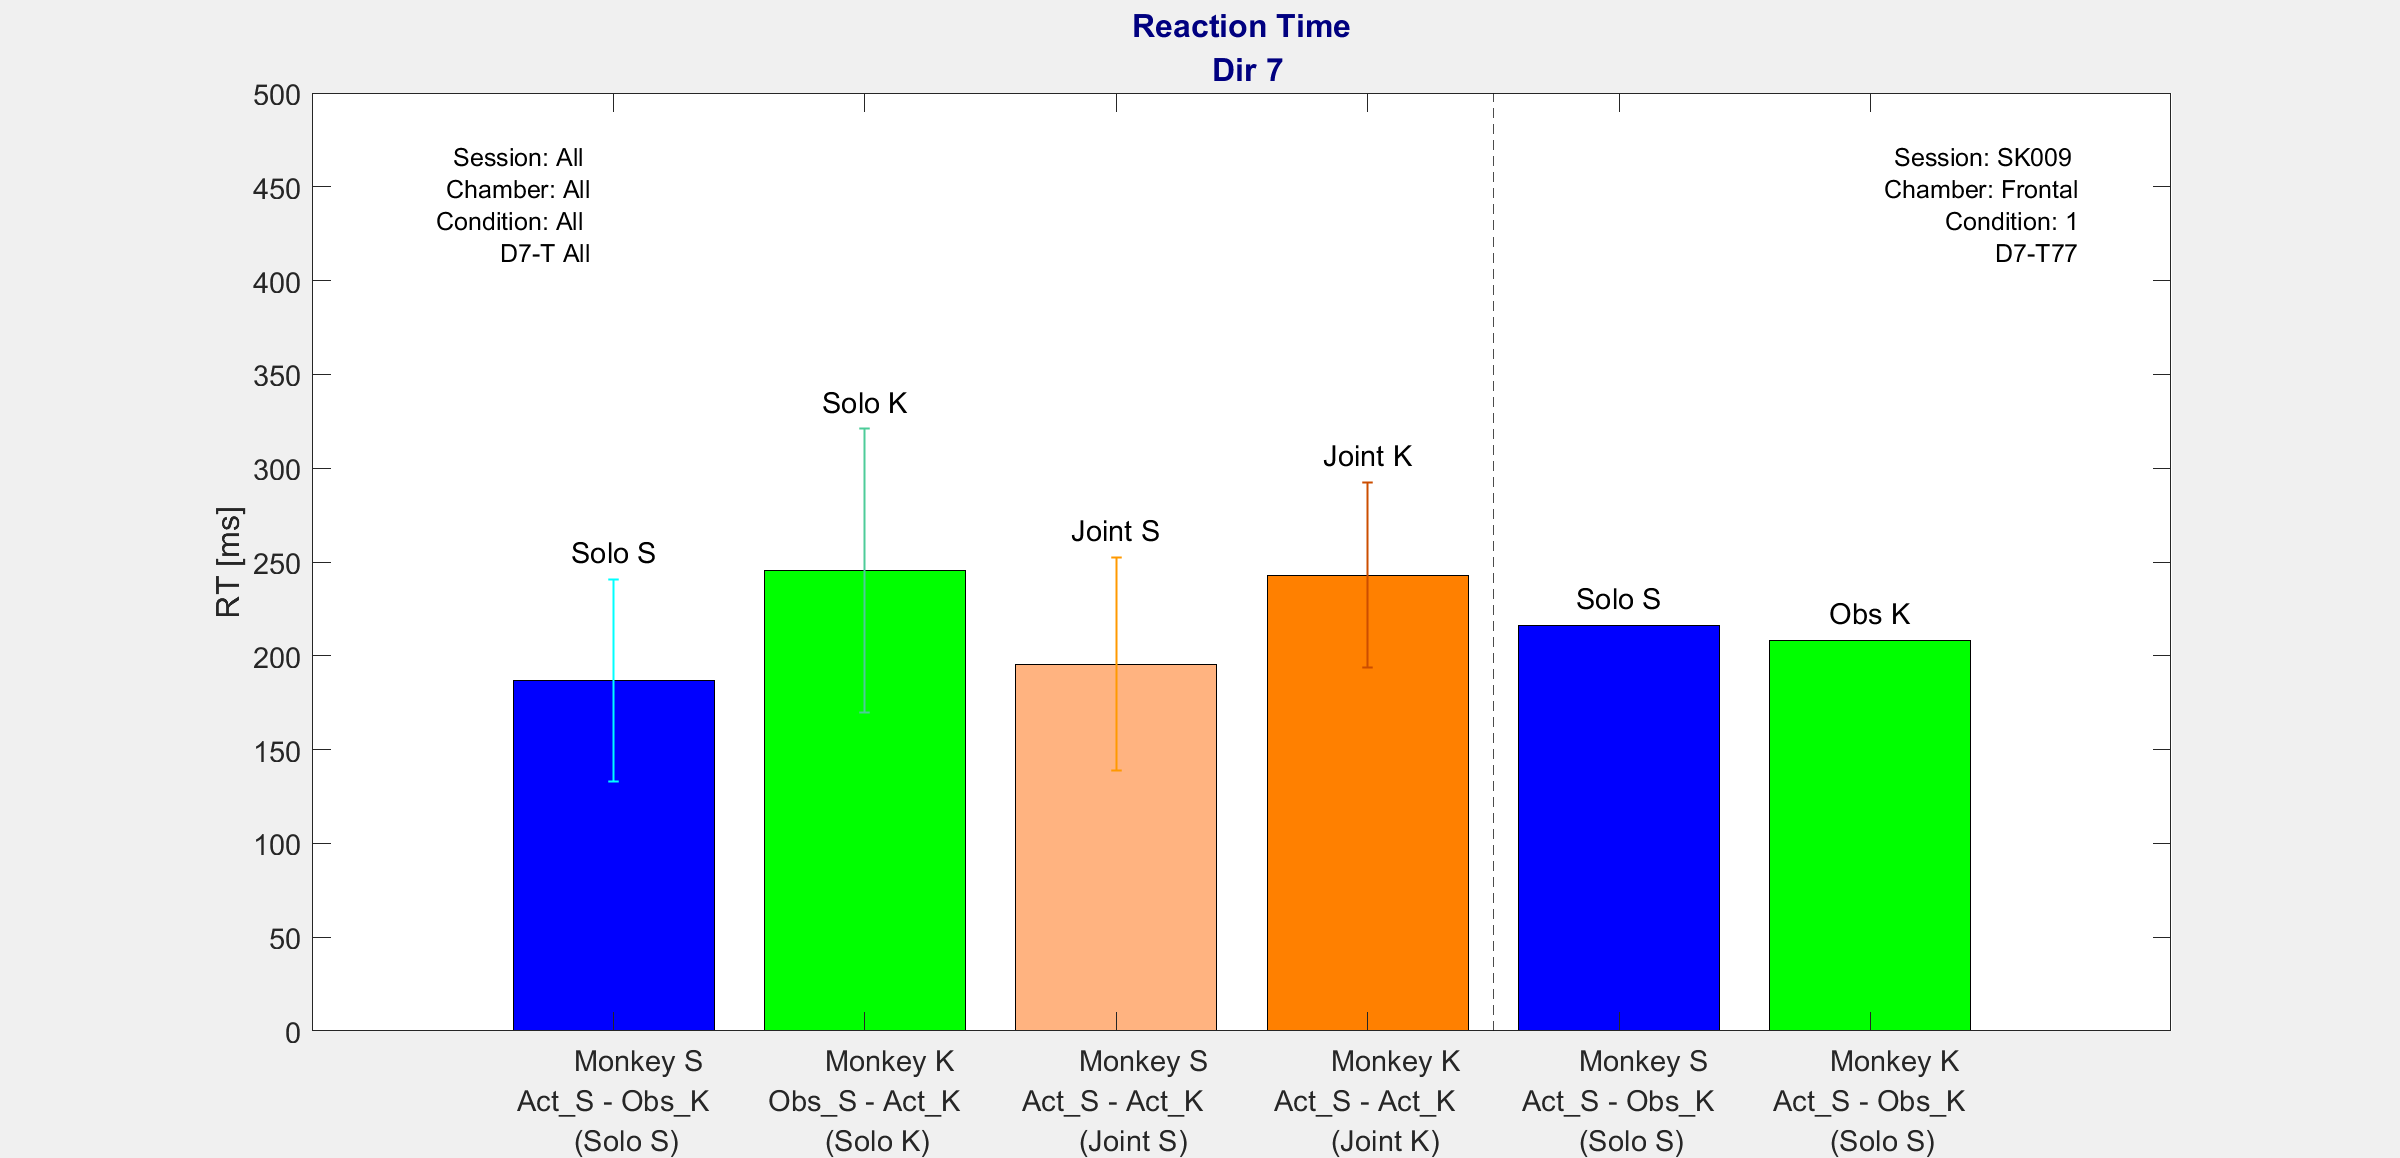 Reaction Time
Dir 7
500
450
400
350
300
250
200
150
100
50
0
RT [ms]
Session: All
Chamber: All
Condition: All
D7-T All
Session: SK009
Chamber: Frontal
Condition: 1
D7-T77
Solo S
Solo K
Joint S
Joint K
Solo S
Obs K
Monkey S
Act_S - Obs_K
(Solo S)
Monkey K
Obs_S - Act_K
(Solo K)
Monkey S
Act_S - Act_K
(Joint S)
Monkey K
Act_S - Act_K
(Joint K)
Monkey S
Act_S - Obs_K
(Solo S)
Monkey K
Act_S - Obs_K
(Solo S)